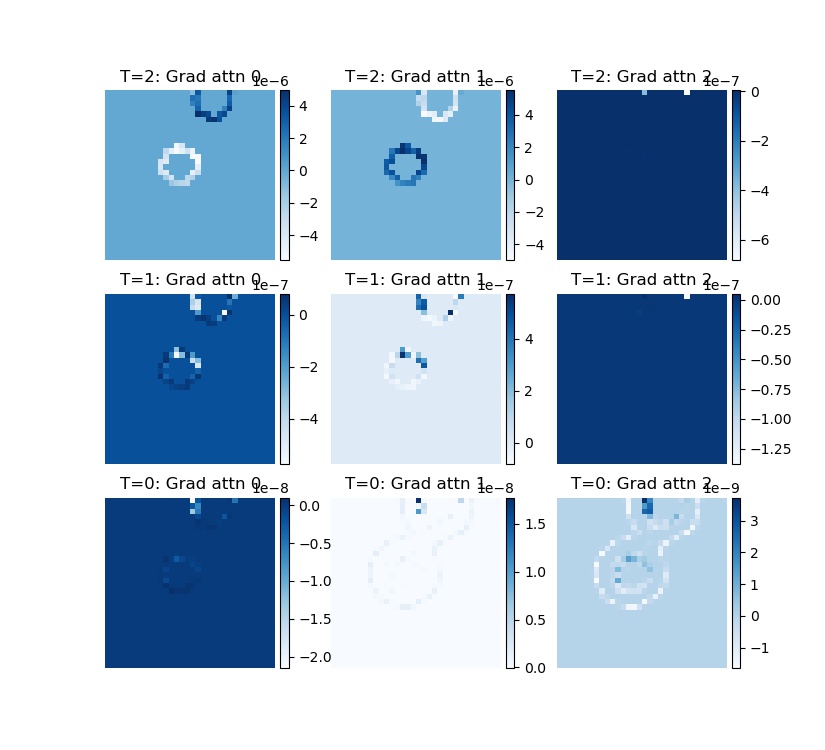 T=2: Grad attn 0
1e−6
T=2: Grad attn 1
1e−6
T=2: Grad attn 2
1e−7
4
2
0
−2
−4
4
2
0
−2
−4
0
−2
−4
−6
T=1: Grad attn 0
1e−7
T=1: Grad attn 1
1e−7
T=1: Grad attn 2
1e−7
0
−2
−4
4
2
0
0.00
−0.25
−0.50
−0.75
−1.00
−1.25
T=0: Grad attn 0
1e−8
T=0: Grad attn 1
1e−8
T=0: Grad attn 2
1e−9
0.0
−0.5
−1.0
−1.5
−2.0
1.5
1.0
0.5
0.0
3
2
1
0
−1